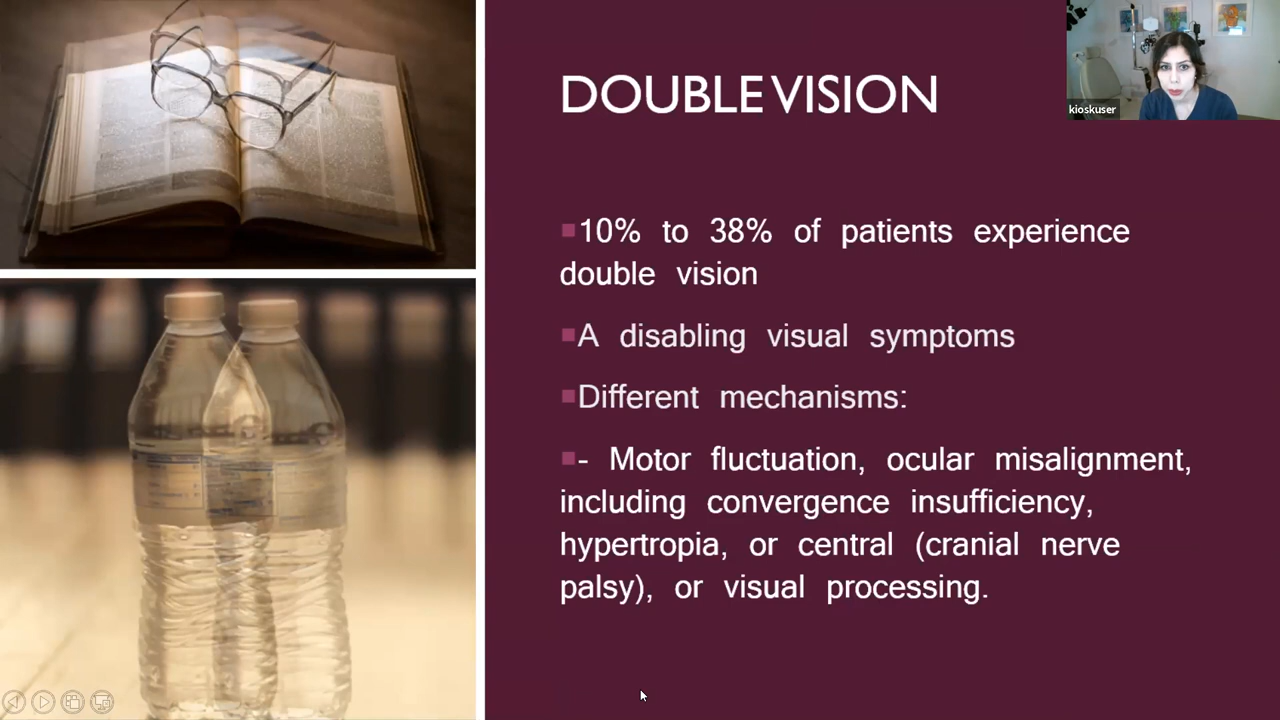 DOUBLE VISION
kioskuser
▪10% to 38% of patients experience
double vision
▪A disabling visual symptoms
▪Different mechanisms:
▪- Motor fluctuation, ocular misalignment,
including convergence insufficiency,
hypertropia, or central (cranial nerve
palsy), or visual processing.